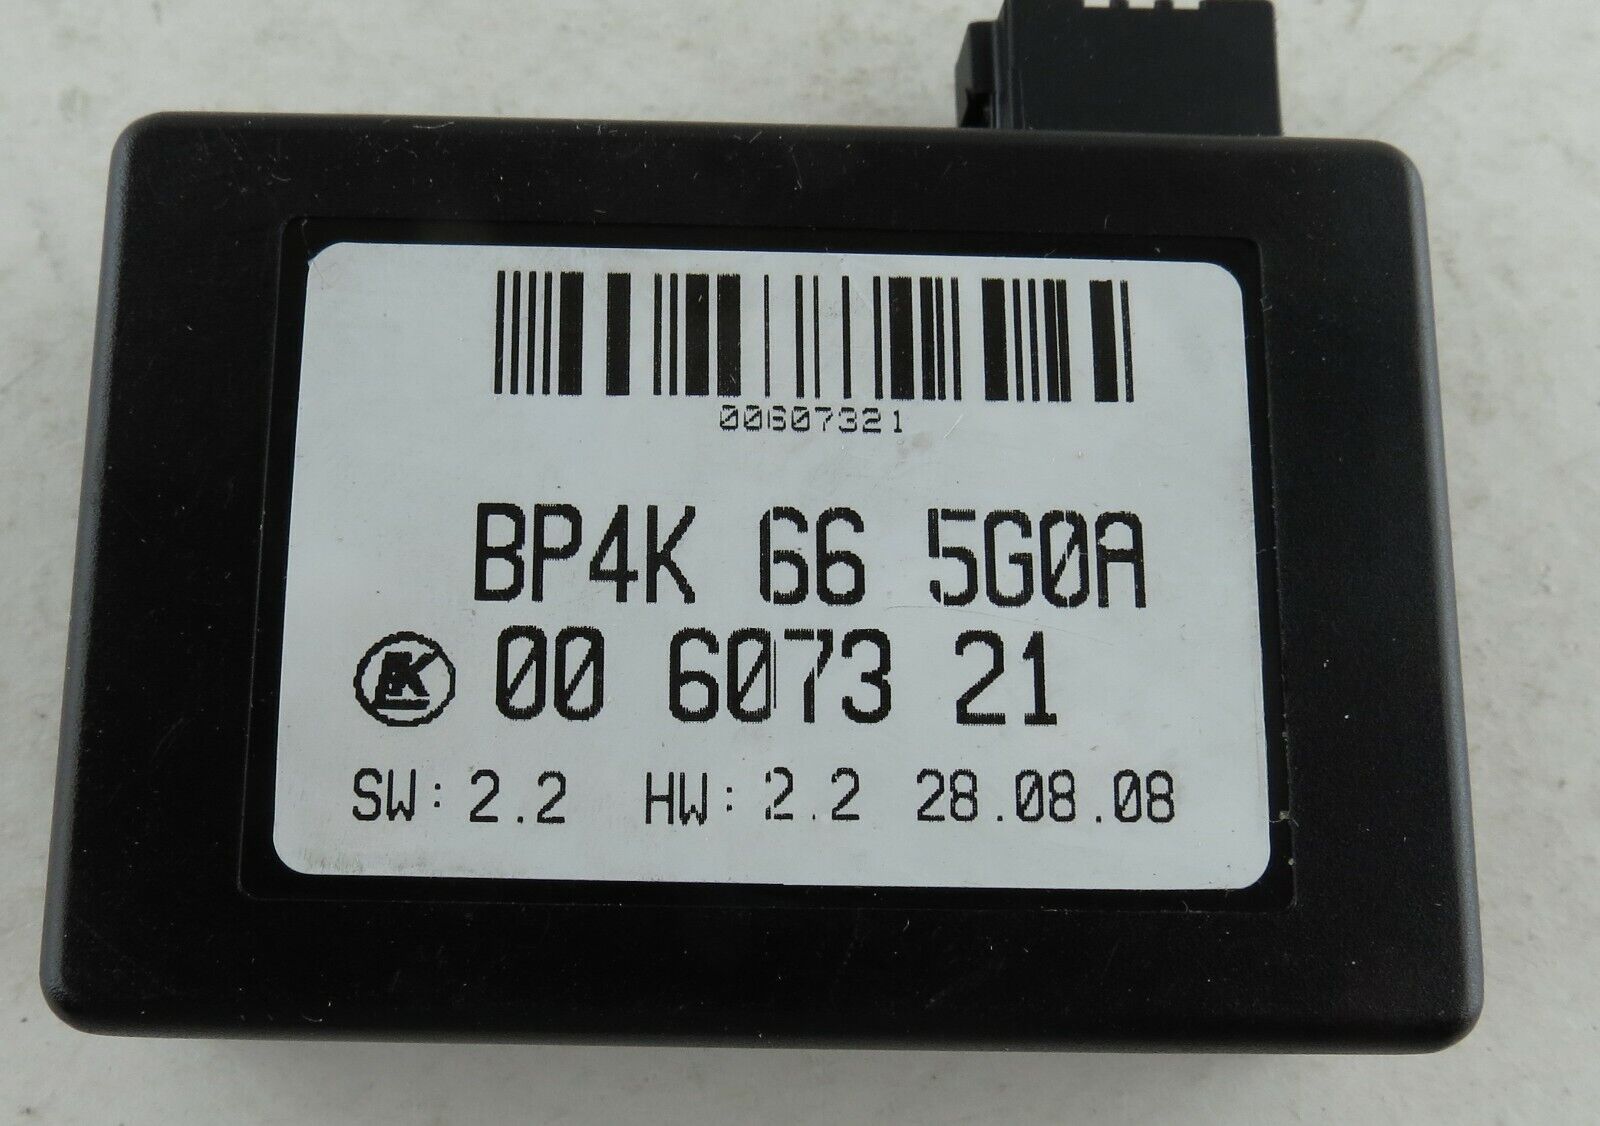 00607321
BP4K 66 5G0A
00 6073 21
SW: 2.2 HW: 2.2 28.08.08